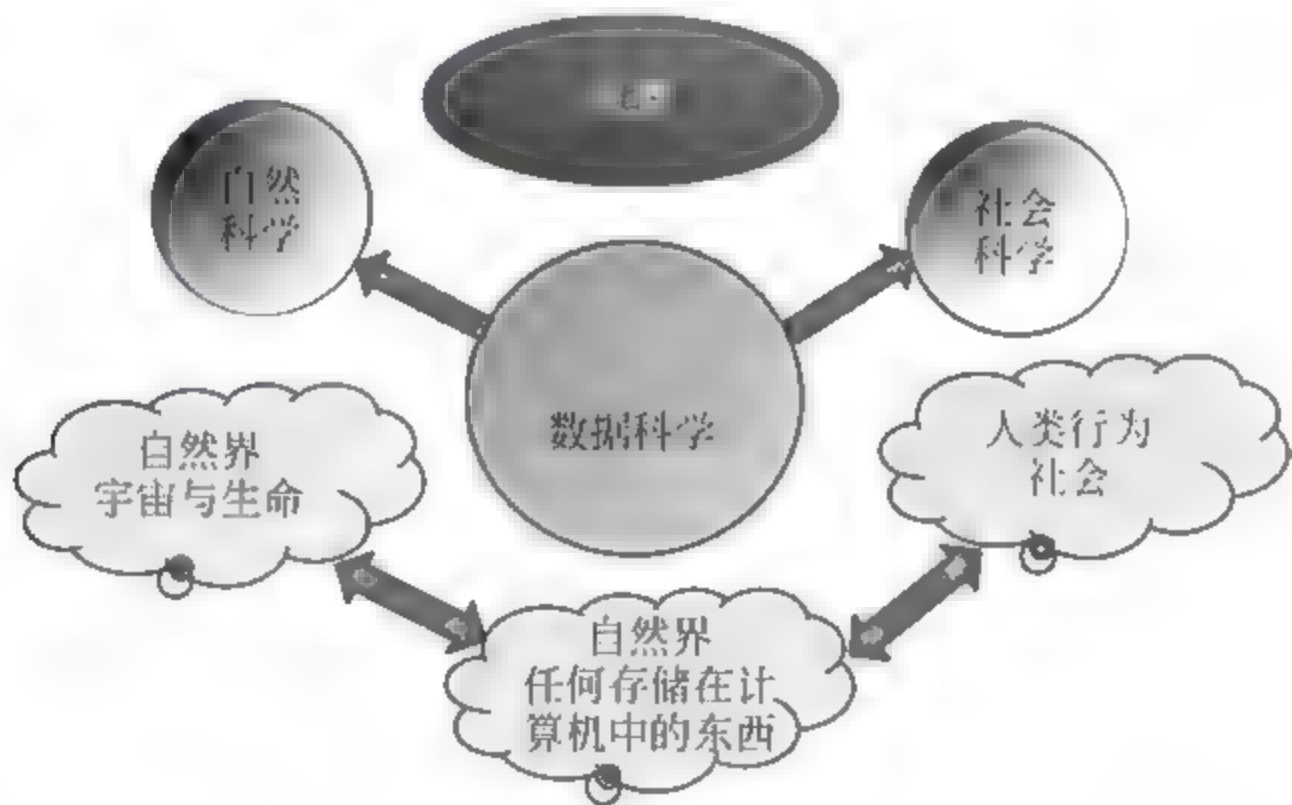 自然
科学
社会
科学
数据科学
自然界
宇宙与生命
人类行为
社会
自然界
任何存储在计
算机中的东西